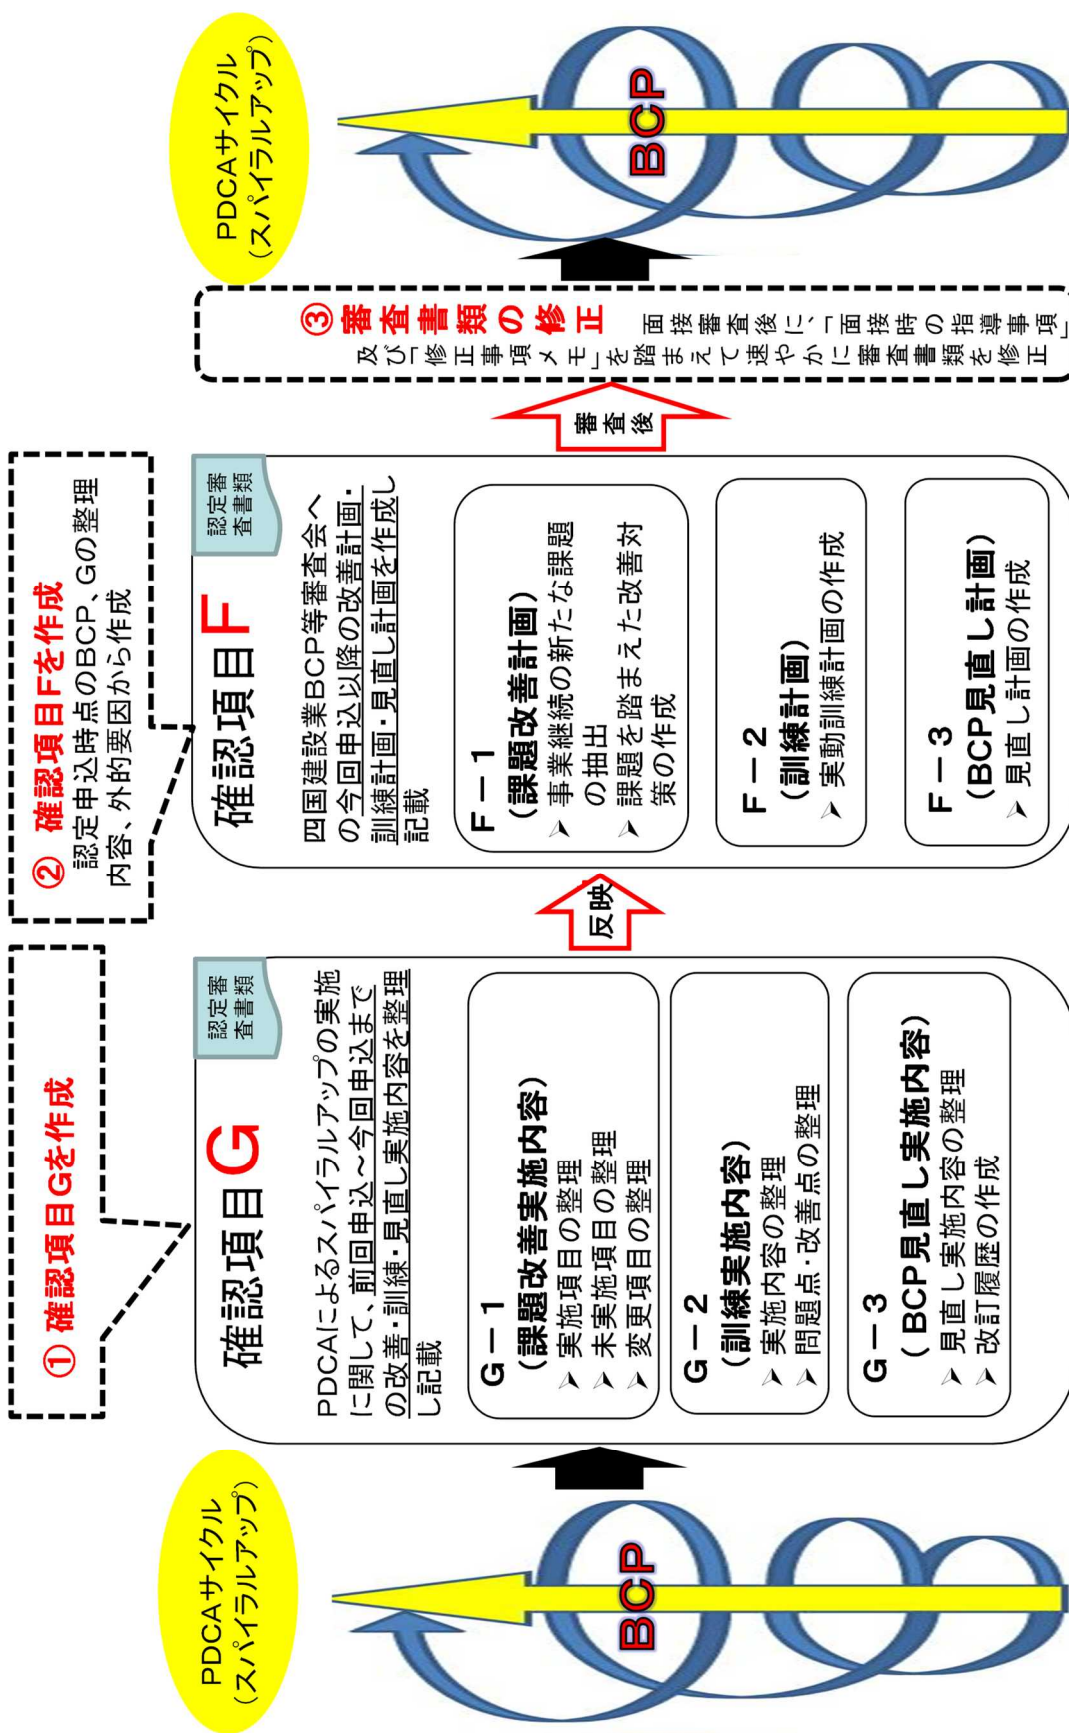 PDCAサイクル
（スパイラルアップ）
BCP
① 確認項目Gを作成
認定審
査書類
確認項目G
PDCAによるスパイラルアップの実施
に関して、前回申込～今回申込まで
の改善・訓練・見直し実施内容を整理
し記載
G－1
（課題改善実施内容）
➢ 実施項目の整理
➢ 未実施項目の整理
➢ 変更項目の整理
G－2
（訓練実施内容）
➢ 実施内容の整理
➢ 問題点・改善点の整理
G－3
（BCP見直し実施内容）
➢ 見直し実施内容の整理
➢ 改訂履歴の作成
反映
② 確認項目Fを作成
認定申込時点のBCP、Gの整理
内容、外的要因から作成
認定審
査書類
確認項目F
四国建設業BCP等審査会へ
の今回申込以降の改善計画・
訓練計画・見直し計画を作成し
記載
F－1
（課題改善計画）
➢ 事業継続の新たな課題
の抽出
➢ 課題を踏まえた改善対
策の作成
F－2
（訓練計画）
➢ 実動訓練計画の作成
F－3
（BCP見直し計画）
➢ 見直し計画の作成
審査後
③審査書類の修正
面接審査後に、「面接時の指導事項」
及び「修正事項メモ」を踏まえて速やかに審査書類を修正
PDCAサイクル
（スパイラルアップ）
BCP